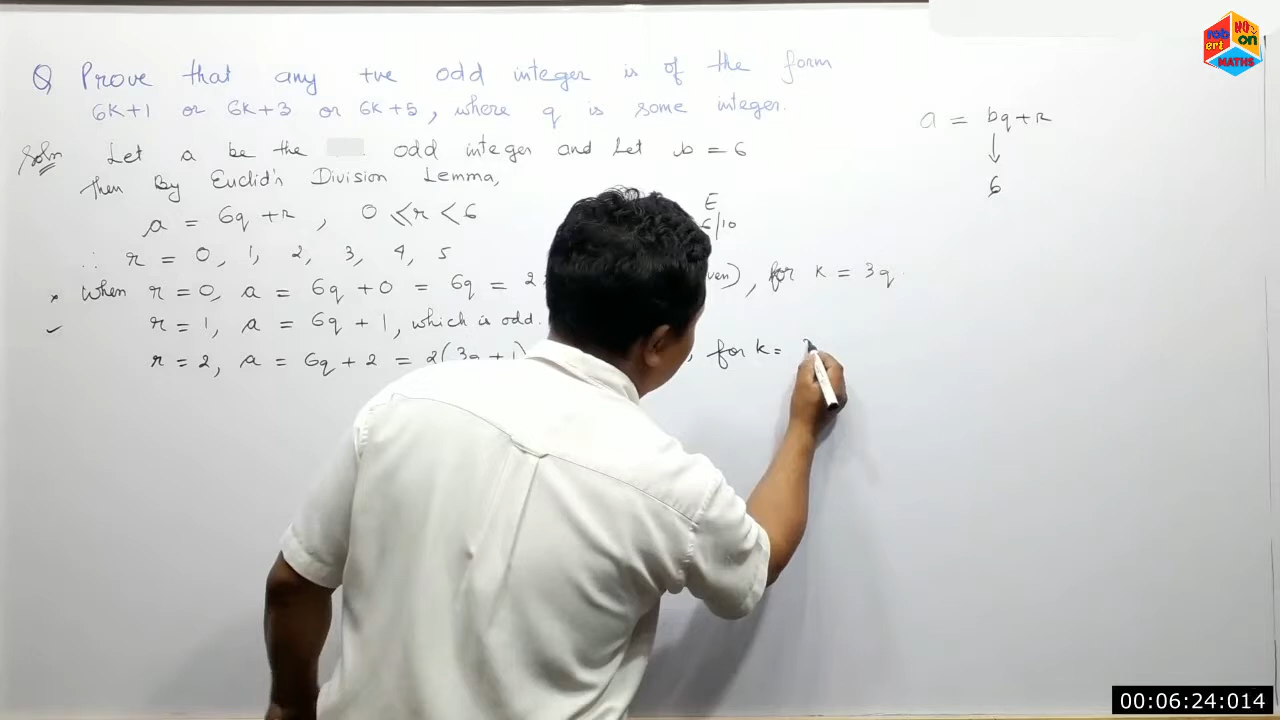 Q Prove that any +ve odd integer is of the form
6K+1 or 6K+3 or 6K+5, where q is some integer.
Soln Let a be the odd integer and Let b = 6
then By Euclid's Division Lemma,
a = 6q + r, 0 ≤ r < 6
∴ r = 0, 1, 2, 3, 4, 5
when r = 0, a = 6q + 0 = 6q = 2 for K = 3q.
✓ r = 1, a = 6q + 1, which is odd.
r = 2, a = 6q + 2 = 2(3q + 1) , for K =
E
/10
a = bq + r
↓
6
rob ert NO on MATHS
00:06:24:014